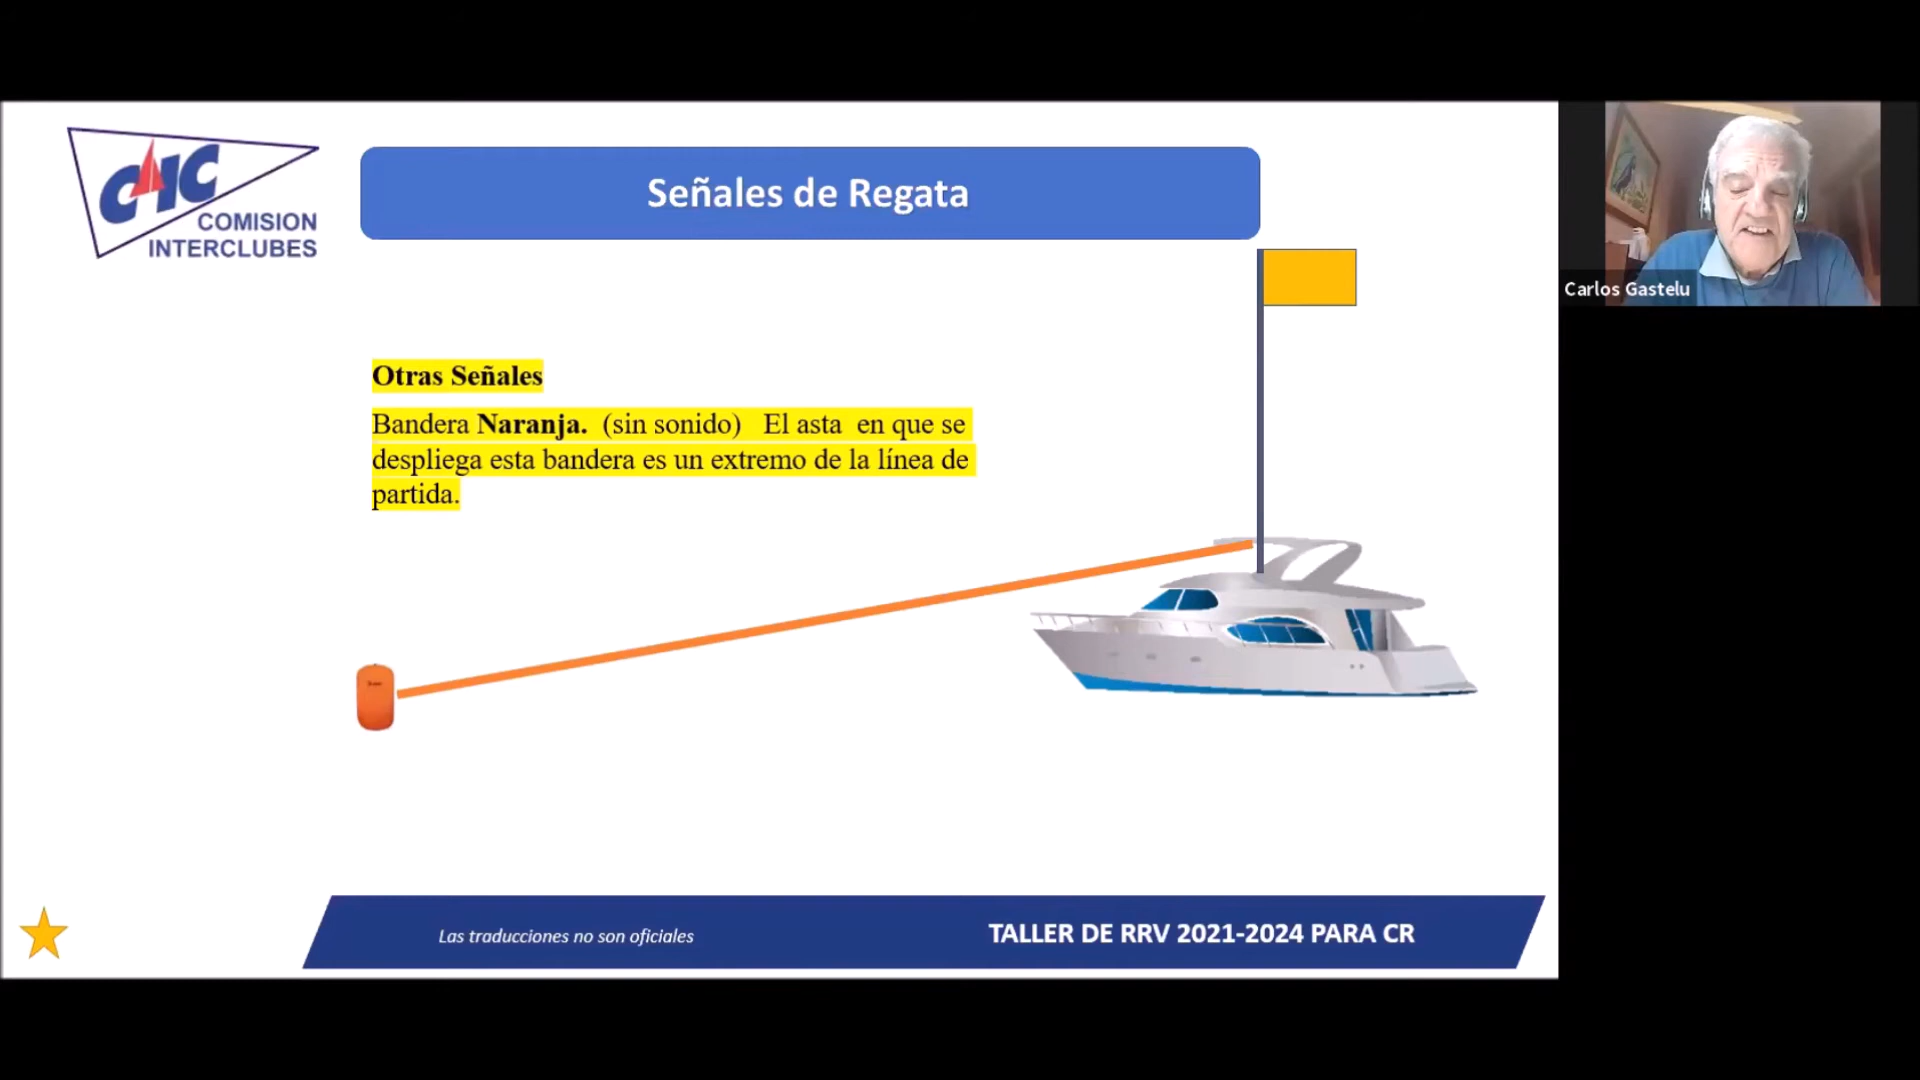 CIC
COMISION
INTERCLUBES
Señales de Regata
Carlos Gastelu
Otras Señales
Bandera Naranja. (sin sonido) El asta en que se
despliega esta bandera es un extremo de la línea de
partida.
Las traducciones no son oficiales
TALLER DE RRV 2021-2024 PARA CR